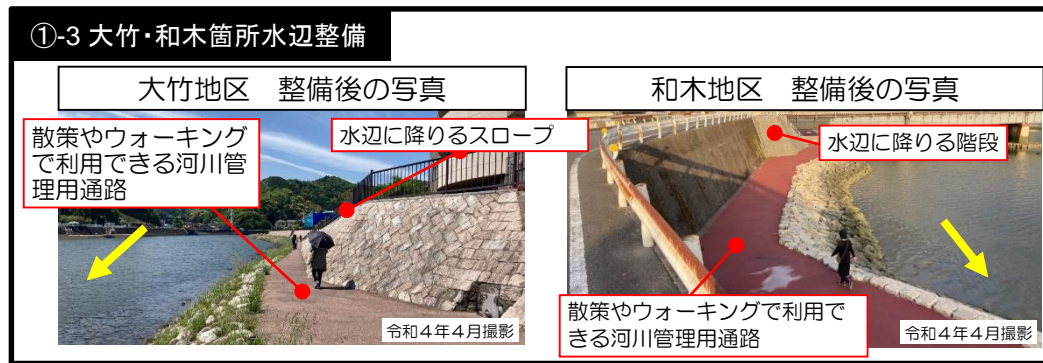 ①-3 大竹・和木箇所水辺整備
大竹地区　整備後の写真
散策やウォーキング
で利用できる河川管
理用通路
水辺に降りるスロープ
令和４年４月撮影
和木地区　整備後の写真
水辺に降りる階段
散策やウォーキングで利用で
きる河川管理用通路
令和４年４月撮影